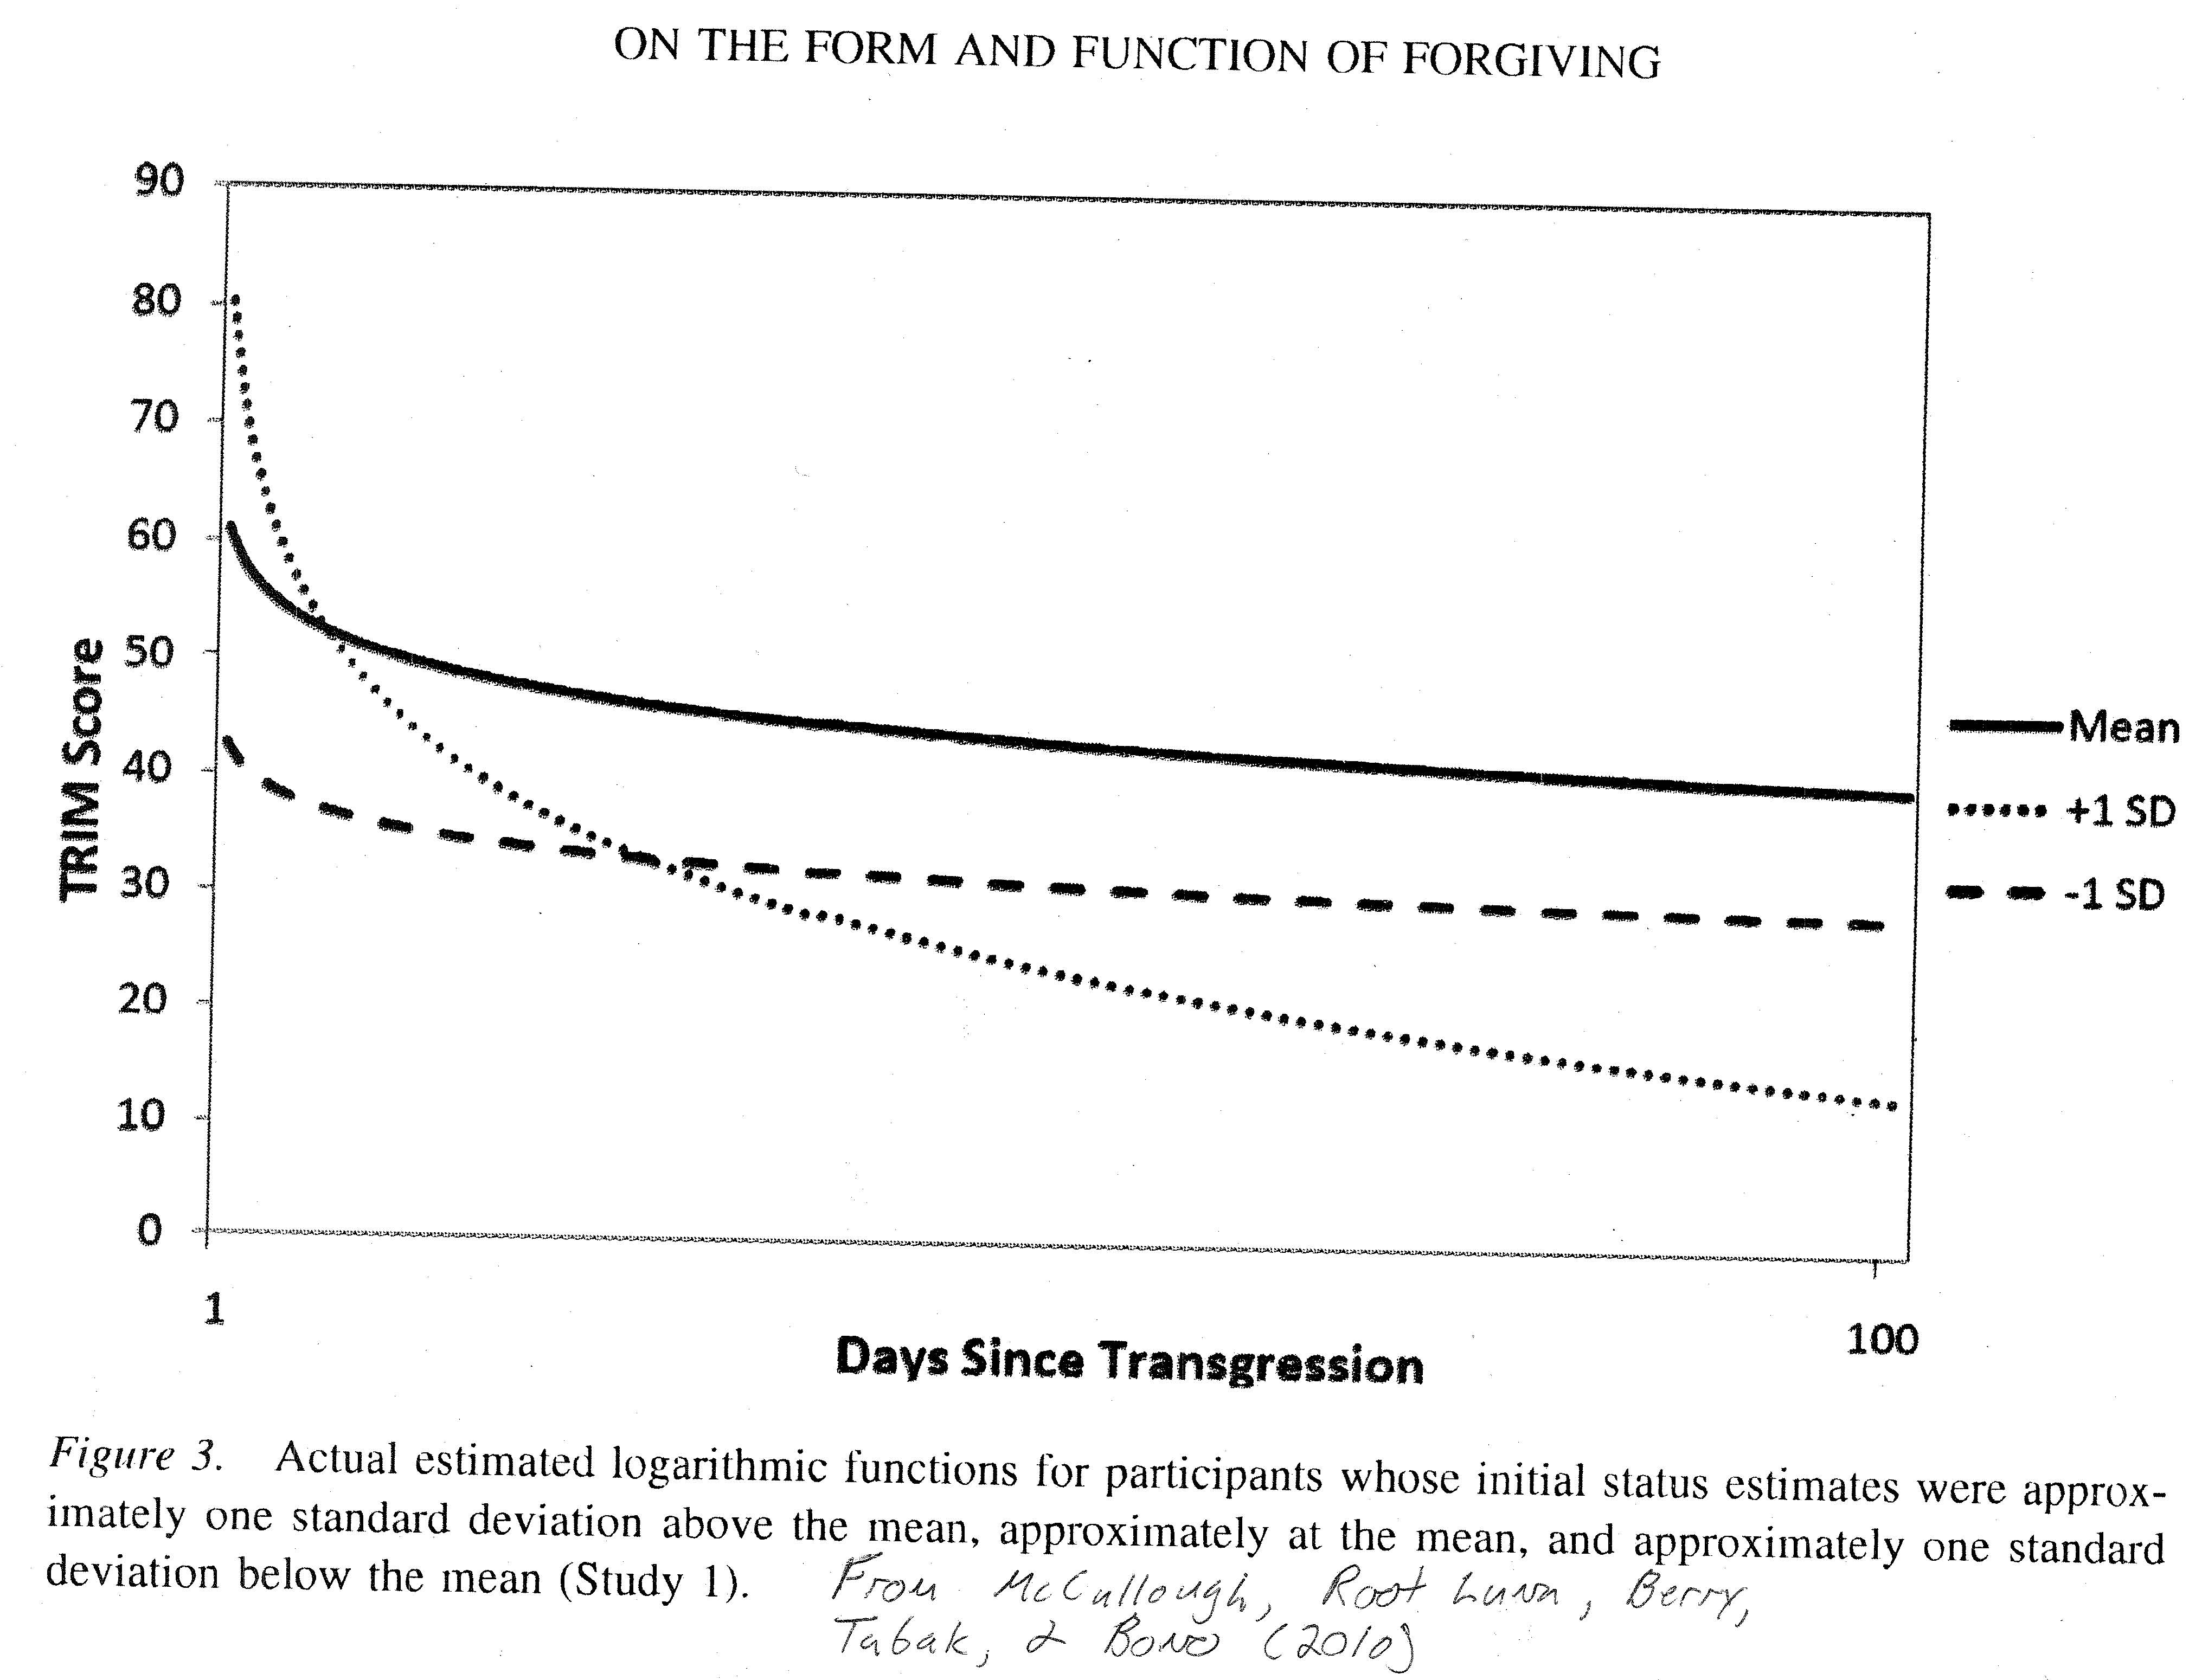 ON THE FORM AND FUNCTION OF FORGIVING
90
80
70
60
50
40
30
20
10
0
TRIM Score
1
100
Days Since Transgression
Mean
+1 SD
-1 SD
Figure 3. Actual estimated logarithmic functions for participants whose initial status estimates were approx-
imately one standard deviation above the mean, approximately at the mean, and approximately one standard
deviation below the mean (Study 1). From McCullough, Root Luna, Berry,
Tabak, & Bono (2010)